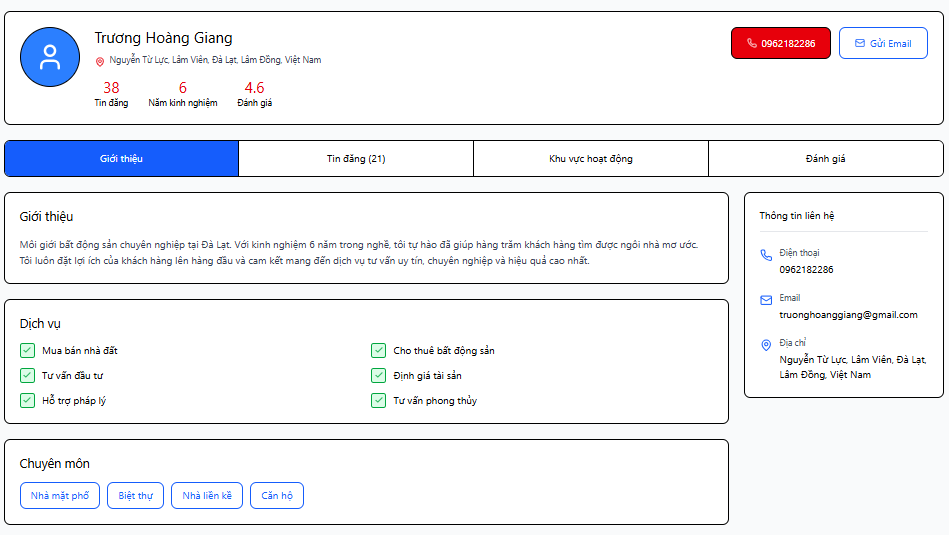 Trương Hoàng Giang
Nguyễn Tử Lực, Lâm Viên, Đà Lạt, Lâm Đồng, Việt Nam
38 6 4.6
Tin đăng Năm kinh nghiệm Đánh giá
0962182286 Gửi Email
Giới thiệu Tin đăng (21) Khu vực hoạt động Đánh giá
Giới thiệu
Môi giới bất động sản chuyên nghiệp tại Đà Lạt. Với kinh nghiệm 6 năm trong nghề, tôi tự hào đã giúp hàng trăm khách hàng tìm được ngôi nhà mơ ước.
Tôi luôn đặt lợi ích của khách hàng lên hàng đầu và cam kết mang đến dịch vụ tư vấn uy tín, chuyên nghiệp và hiệu quả cao nhất.
Dịch vụ
Mua bán nhà đất Cho thuê bất động sản
Tư vấn đầu tư Định giá tài sản
Hỗ trợ pháp lý Tư vấn phong thủy
Chuyên môn
Nhà mặt phố Biệt thự Nhà liền kề Căn hộ
Thông tin liên hệ
Điện thoại
0962182286
Email
truonghoanggiang@gmail.com
Địa chỉ
Nguyễn Tử Lực, Lâm Viên, Đà Lạt,
Lâm Đồng, Việt Nam